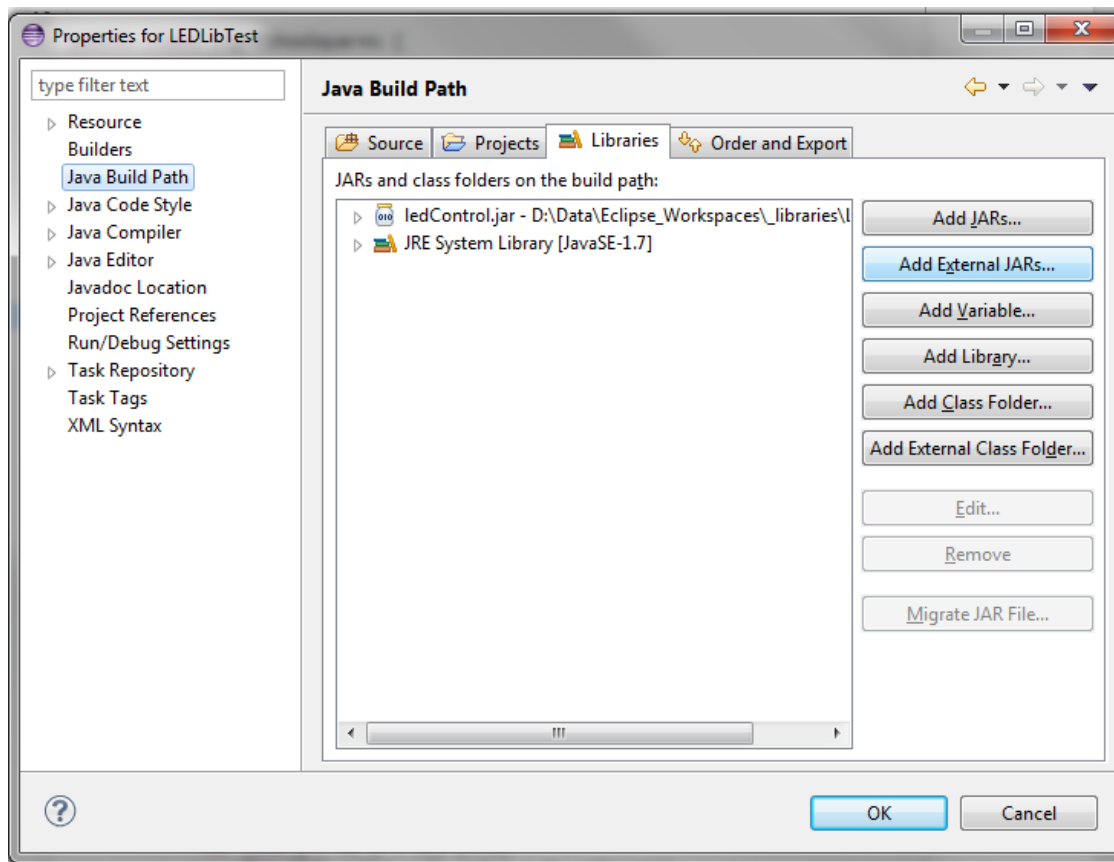 Properties for LEDLibTest
type filter text
Resource
Builders
Java Build Path
Java Code Style
Java Compiler
Java Editor
Javadoc Location
Project References
Run/Debug Settings
Task Repository
Task Tags
XML Syntax
Java Build Path
Source Projects Libraries Order and Export
JARs and class folders on the build path:
ledControl.jar - D:\Data\Eclipse_Workspaces\_libraries\l
JRE System Library [JavaSE-1.7]
Add JARs...
Add External JARs...
Add Variable...
Add Library...
Add Class Folder...
Add External Class Folder...
Edit...
Remove
Migrate JAR File...
OK Cancel